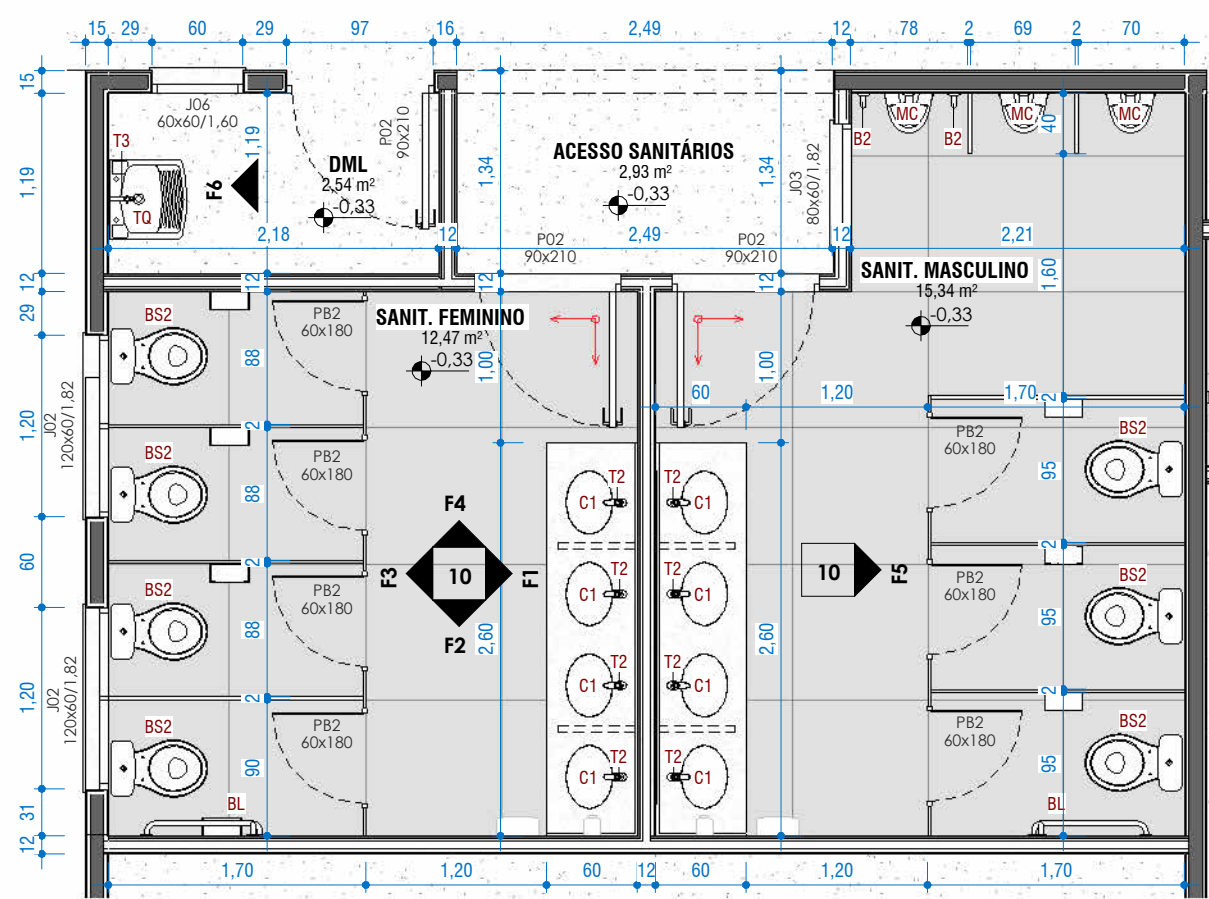 15 29 60 29 97 16 2,49 12 78 2 69 2 70
15
1,19
12
29
1,20
60
1,20
31
12
J06
60x60/1,60
T3
TQ
1,19
F6
DML
2,54 m²
-0,33
P02
90x210
2,18
12
1,34
ACESSO SANITÁRIOS
2,93 m²
-0,33
1,34
J03
80x60/1,82
12
2,49
12
P02
90x210
P02
90x210
B2
MC
B2
MC
40
MC
2,21
12
12
12
SANIT. MASCULINO
15,34 m²
-0,33
1,60
J02
120x60/1,82
J02
120x60/1,82
BS2
88
PB2
60x180
SANIT. FEMININO
12,47 m²
-0,33
1,00
1,00
60
1,20
1,70
2
2
BS2
88
PB2
60x180
2
BS2
88
PB2
60x180
2
BS2
90
PB2
60x180
BL
F4
F3
10
F1
F2
2,60
C1
T2
C1
T2
C1
T2
C1
T2
T2
C1
T2
C1
T2
C1
T2
C1
2,60
10
F5
PB2
60x180
95
BS2
2
PB2
60x180
95
BS2
2
PB2
60x180
95
BS2
BL
1,70 1,20 60 12 60 1,20 1,70